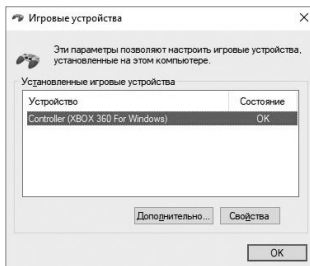 Игровые устройства
Эти параметры позволяют настроить игровые устройства,
установленные на этом компьютере.
Установленные игровые устройства
Устройство Состояние
Controller (XBOX 360 For Windows) OK
Дополнительно... Свойства
OK